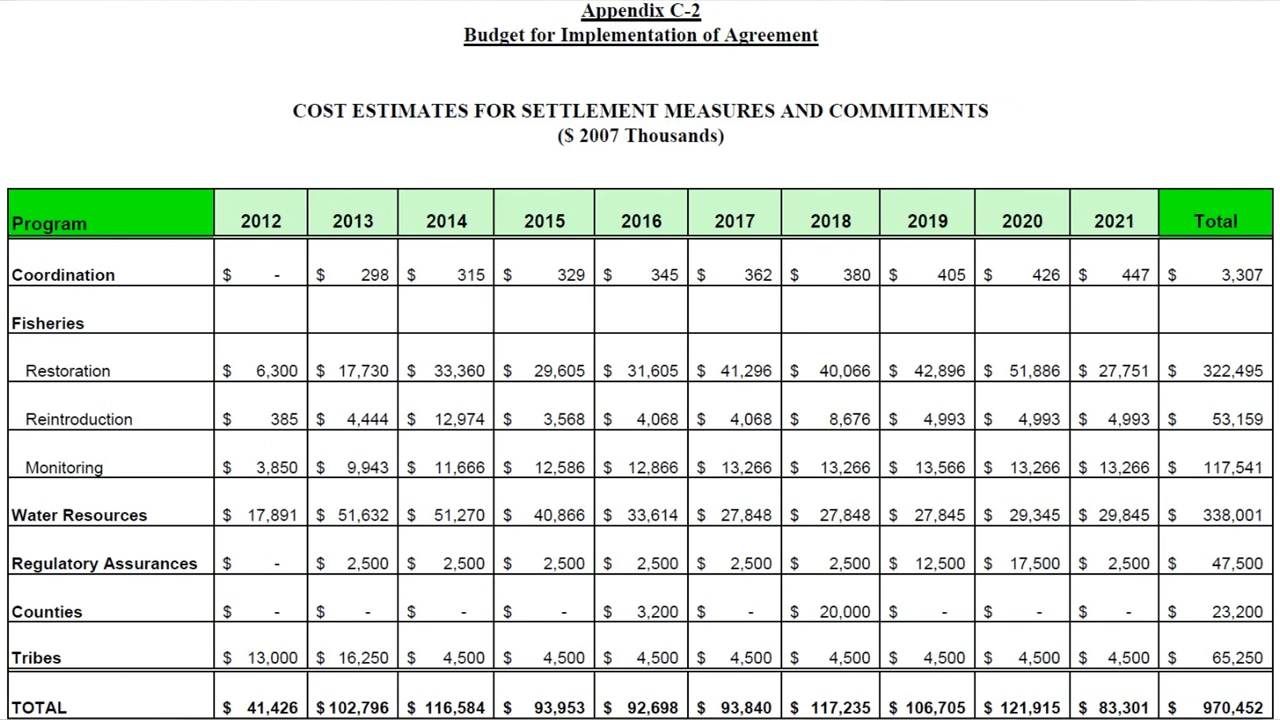 Appendix C-2
Budget for Implementation of Agreement
COST ESTIMATES FOR SETTLEMENT MEASURES AND COMMITMENTS
($ 2007 Thousands)
Program 2012 2013 2014 2015 2016 2017 2018 2019 2020 2021 Total
Coordination $ - $ 298 $ 315 $ 329 $ 345 $ 362 $ 380 $ 405 $ 426 $ 447 $ 3,307
Fisheries
Restoration $ 6,300 $ 17,730 $ 33,360 $ 29,605 $ 31,605 $ 41,296 $ 40,066 $ 42,896 $ 51,886 $ 27,751 $ 322,495
Reintroduction $ 385 $ 4,444 $ 12,974 $ 3,568 $ 4,068 $ 4,068 $ 8,676 $ 4,993 $ 4,993 $ 4,993 $ 53,159
Monitoring $ 3,850 $ 9,943 $ 11,666 $ 12,586 $ 12,866 $ 13,266 $ 13,266 $ 13,566 $ 13,266 $ 13,266 $ 117,541
Water Resources $ 17,891 $ 51,632 $ 51,270 $ 40,866 $ 33,614 $ 27,848 $ 27,848 $ 27,845 $ 29,345 $ 29,845 $ 338,001
Regulatory Assurances $ - $ 2,500 $ 2,500 $ 2,500 $ 2,500 $ 2,500 $ 2,500 $ 12,500 $ 17,500 $ 2,500 $ 47,500
Counties $ - $ - $ - $ - $ 3,200 $ - $ 20,000 $ - $ - $ - $ 23,200
Tribes $ 13,000 $ 16,250 $ 4,500 $ 4,500 $ 4,500 $ 4,500 $ 4,500 $ 4,500 $ 4,500 $ 4,500 $ 65,250
TOTAL $ 41,426 $ 102,796 $ 116,584 $ 93,953 $ 92,698 $ 93,840 $ 117,235 $ 106,705 $ 121,915 $ 83,301 $ 970,452